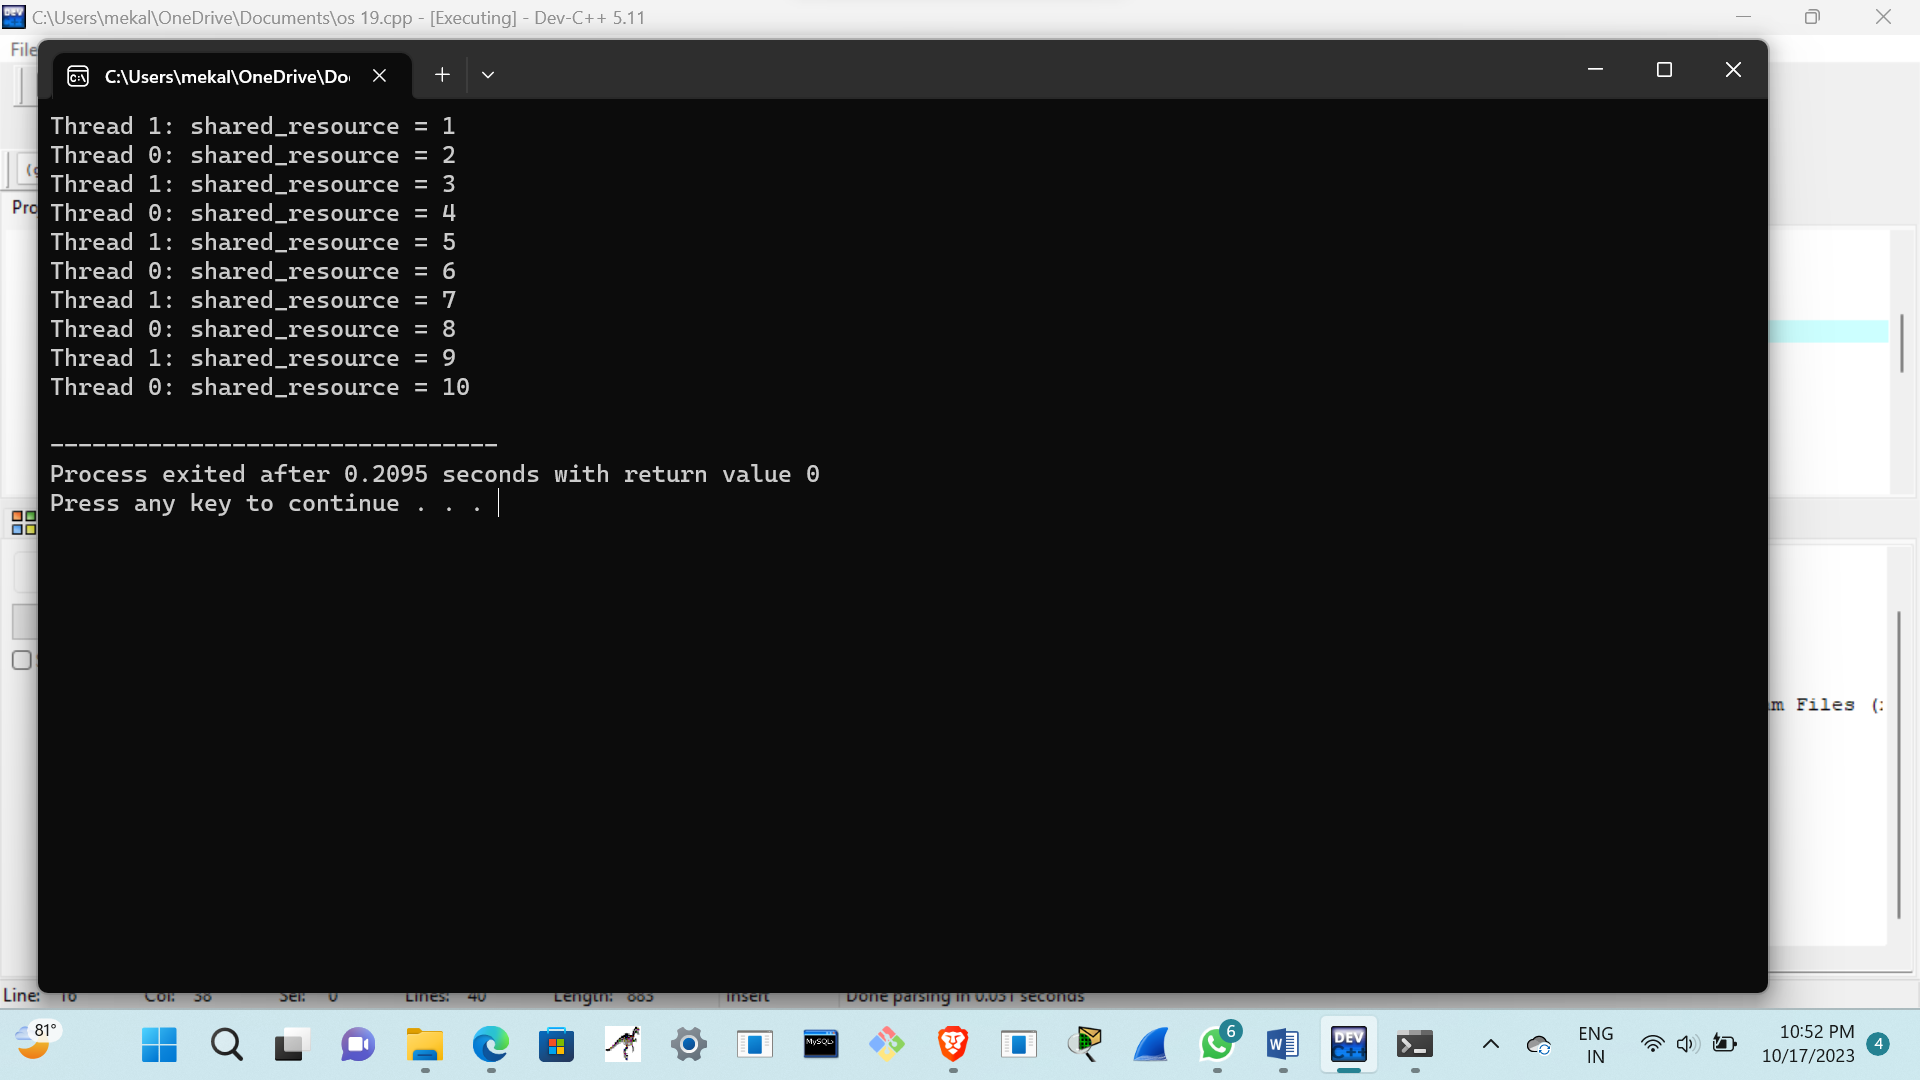 C:\Users\mekal\OneDrive\Documents\os 19.cpp - [Executing] - Dev-C++ 5.11
File
C:\Users\mekal\OneDrive\Do
Thread 1: shared_resource = 1
Thread 0: shared_resource = 2
Thread 1: shared_resource = 3
Thread 0: shared_resource = 4
Thread 1: shared_resource = 5
Thread 0: shared_resource = 6
Thread 1: shared_resource = 7
Thread 0: shared_resource = 8
Thread 1: shared_resource = 9
Thread 0: shared_resource = 10
--------------------------------
Process exited after 0.2095 seconds with return value 0
Press any key to continue . . .
Pro
m Files (
Line: 16 Col: 38 Sel: 0 Lines: 40 Length: 883 Insert Done parsing in 0.031 seconds
81°
MySQL
6
DEV C++
ENG
IN
10:52 PM
10/17/2023
4